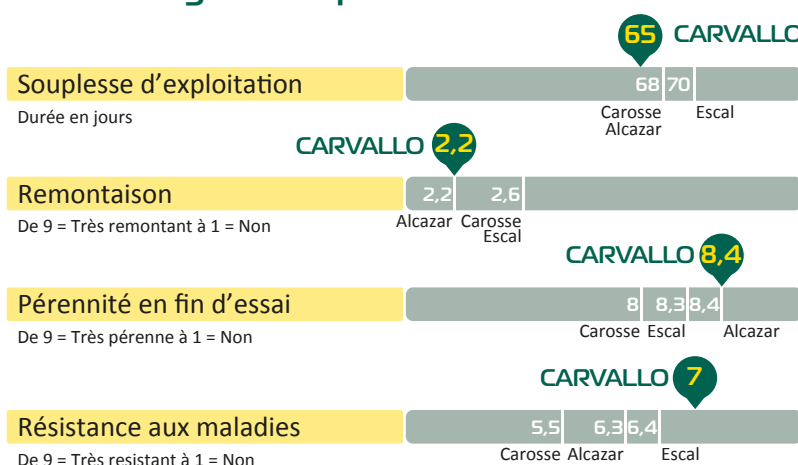 65 CARVALLO
Souplesse d'exploitation
68 70
Durée en jours
Carosse Escal
Alcazar
CARVALLO 2,2
Remontaison
2,2 2,6
De 9 = Très remontant à 1 = Non
Alcazar Carosse
Escal
CARVALLO 8,4
Pérennité en fin d'essai
8 8,3 8,4
De 9 = Très pérenne à 1 = Non
Carosse Escal Alcazar
CARVALLO 7
Résistance aux maladies
5,5 6,3 6,4
De 9 = Très resistant à 1 = Non
Carosse Alcazar Escal